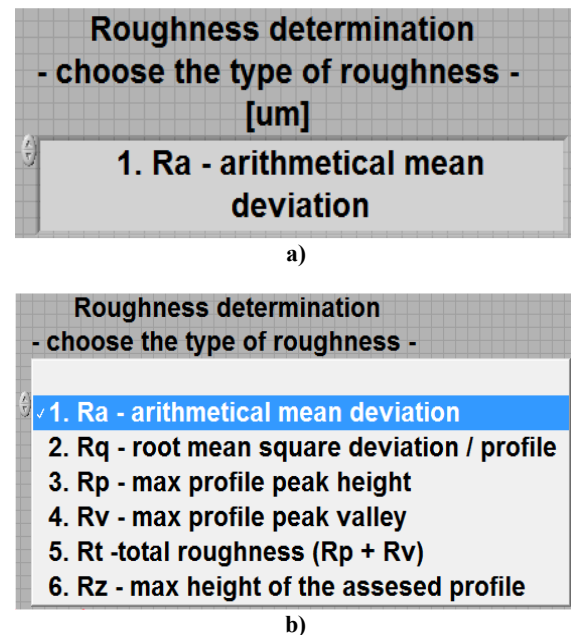 Roughness determination
- choose the type of roughness -
[um]
1. Ra - arithmetical mean
deviation
a)
Roughness determination
- choose the type of roughness -
✓1. Ra - arithmetical mean deviation
2. Rq - root mean square deviation / profile
3. Rp - max profile peak height
4. Rv - max profile peak valley
5. Rt -total roughness (Rp + Rv)
6. Rz - max height of the assesed profile
b)